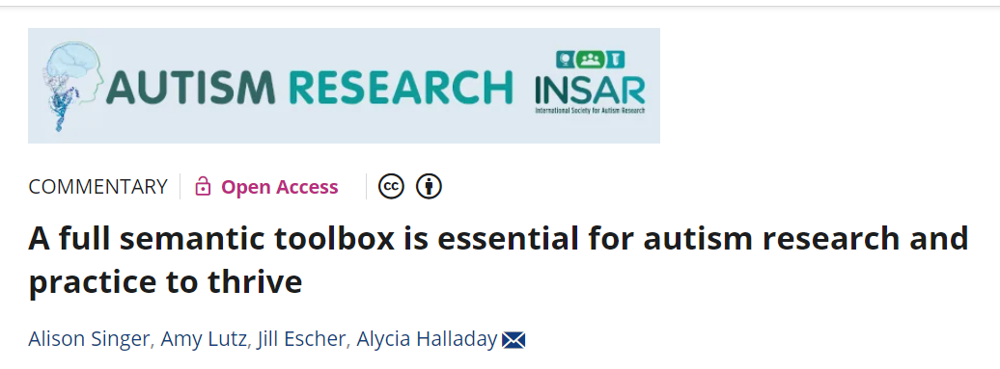 AUTISM RESEARCH
INSAR
International Society for Autism Research
COMMENTARY Open Access cc
A full semantic toolbox is essential for autism research and
practice to thrive
Alison Singer, Amy Lutz, Jill Escher, Alycia Halladay